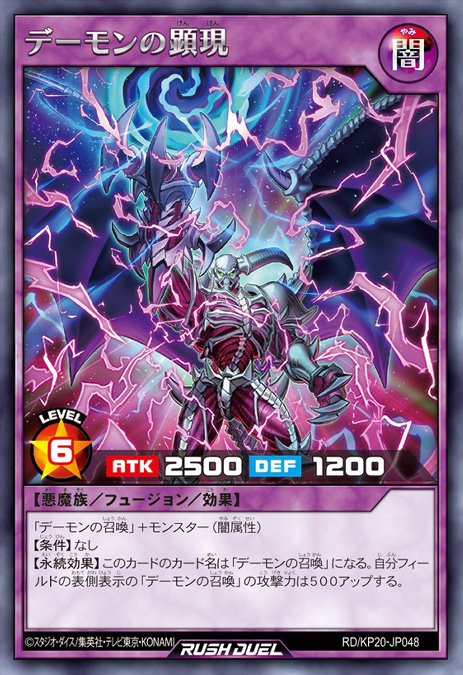 デーモンの顕現
闇
LEVEL
6
ATK 2500 DEF 1200
【悪魔族／フュージョン／効果】
「デーモンの召喚」＋モンスター（闇属性）
【条件】なし
【永続効果】このカードのカード名は「デーモンの召喚」になる。自分フィー
ルドの表側表示の「デーモンの召喚」の攻撃力は500アップする。
©スタジオ・ダイス/集英社・テレビ東京・KONAMI RUSH DUEL RD/KP20-JP048